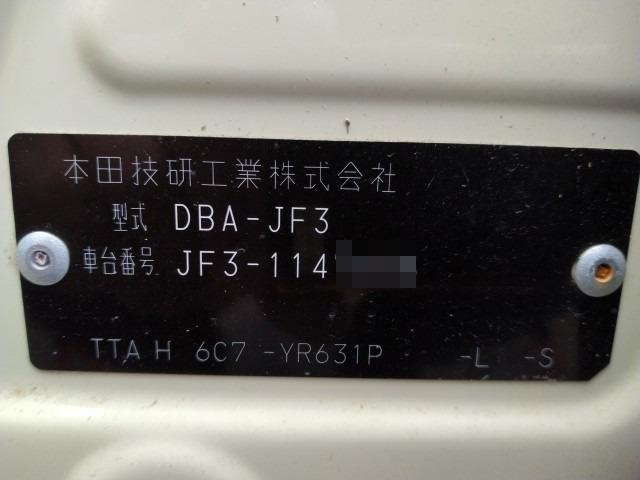 本田技研工業株式会社
型式 DBA-JF3
車台番号 JF3-114
TTA H 6C7 -YR631P -L -S